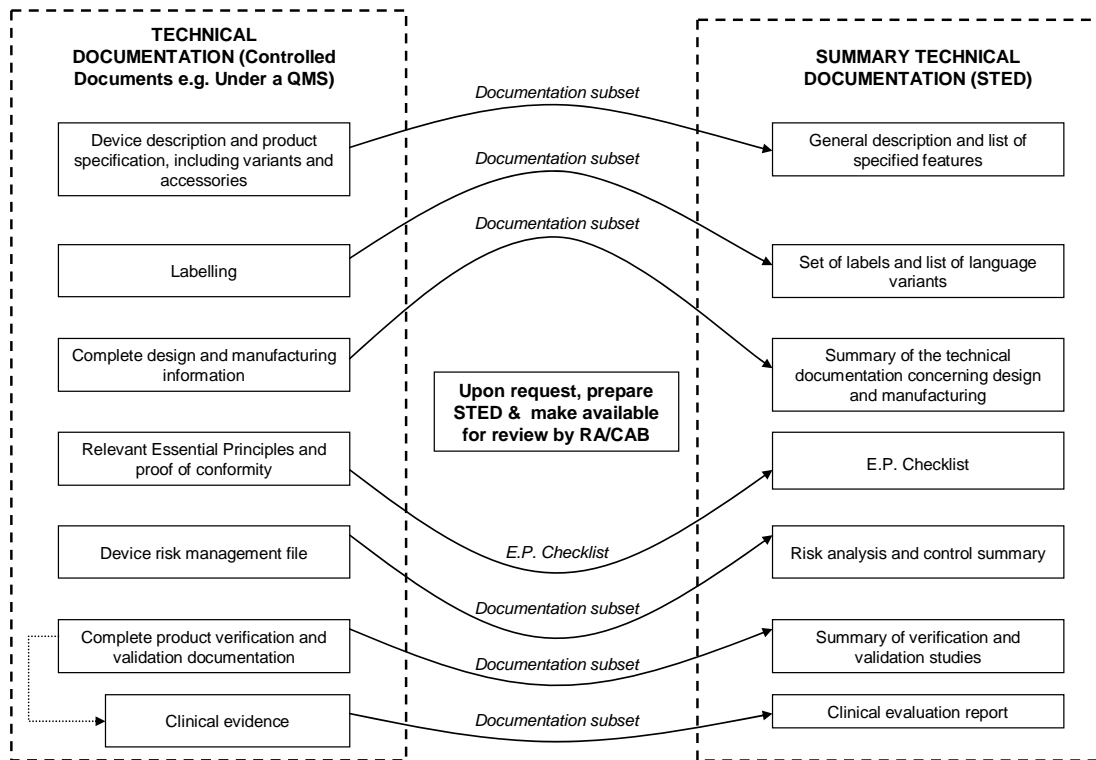 TECHNICAL
DOCUMENTATION (Controlled
Documents e.g. Under a QMS)
Device description and product
specification, including variants and
accessories
Labelling
Complete design and manufacturing
information
Relevant Essential Principles and
proof of conformity
Device risk management file
Complete product verification and
validation documentation
Clinical evidence
Documentation subset
Documentation subset
Documentation subset
Upon request, prepare
STED & make available
for review by RA/CAB
E.P. Checklist
Documentation subset
Documentation subset
Documentation subset
SUMMARY TECHNICAL
DOCUMENTATION (STED)
General description and list of
specified features
Set of labels and list of language
variants
Summary of the technical
documentation concerning design
and manufacturing
E.P. Checklist
Risk analysis and control summary
Summary of verification and
validation studies
Clinical evaluation report